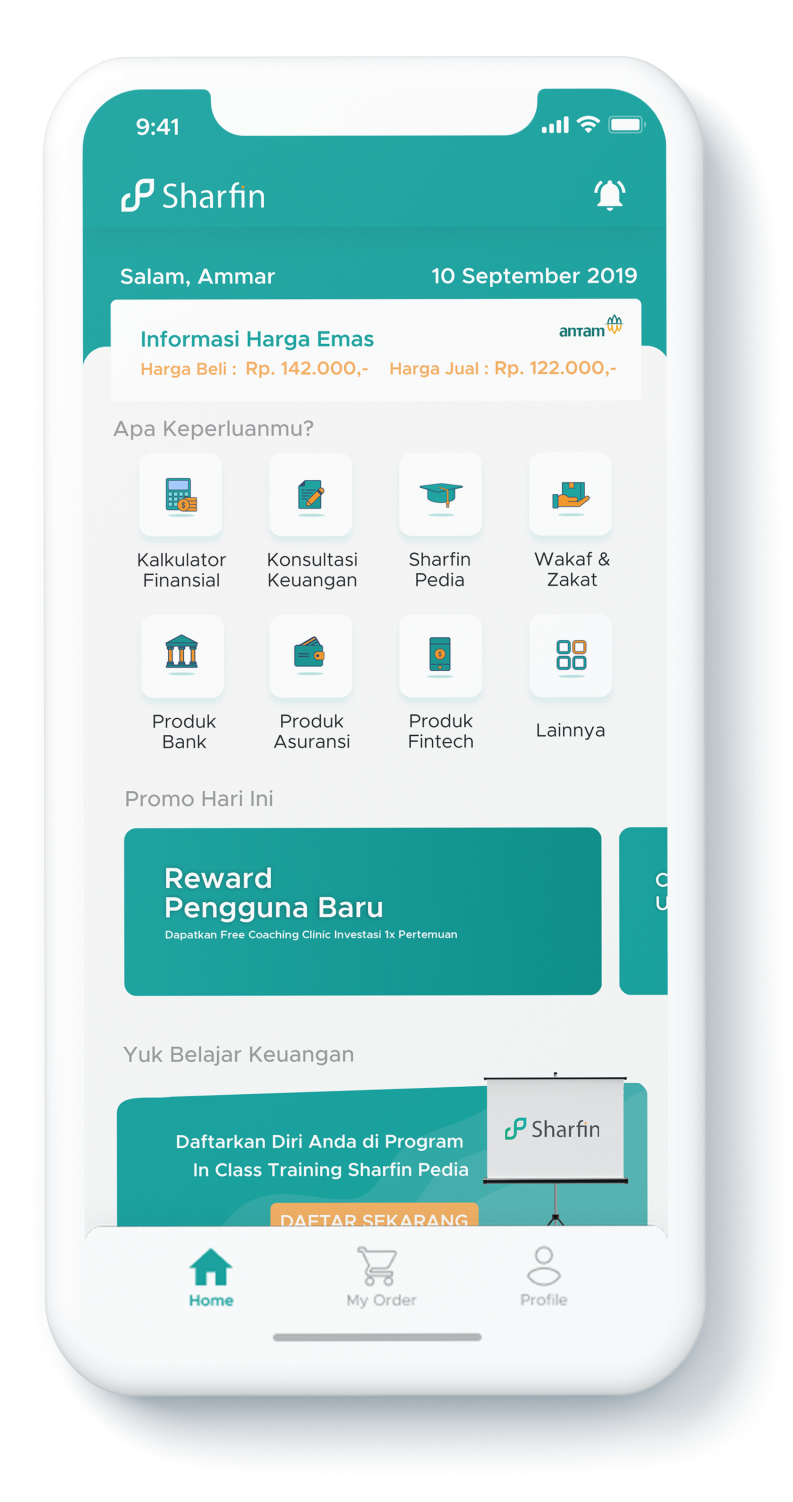 9:41
Sharfin
Salam, Ammar 10 September 2019
Informasi Harga Emas antam
Harga Beli : Rp. 142.000,- Harga Jual : Rp. 122.000,-
Apa Keperluanmu?
Kalkulator Finansial
Konsultasi Keuangan
Sharfin Pedia
Wakaf & Zakat
Produk Bank
Produk Asuransi
Produk Fintech
Lainnya
Promo Hari Ini
Reward
Pengguna Baru
Dapatkan Free Coaching Clinic Investasi 1x Pertemuan
Yuk Belajar Keuangan
Daftarkan Diri Anda di Program
In Class Training Sharfin Pedia
DAFTAR SEKARANG
Sharfin
Home My Order Profile